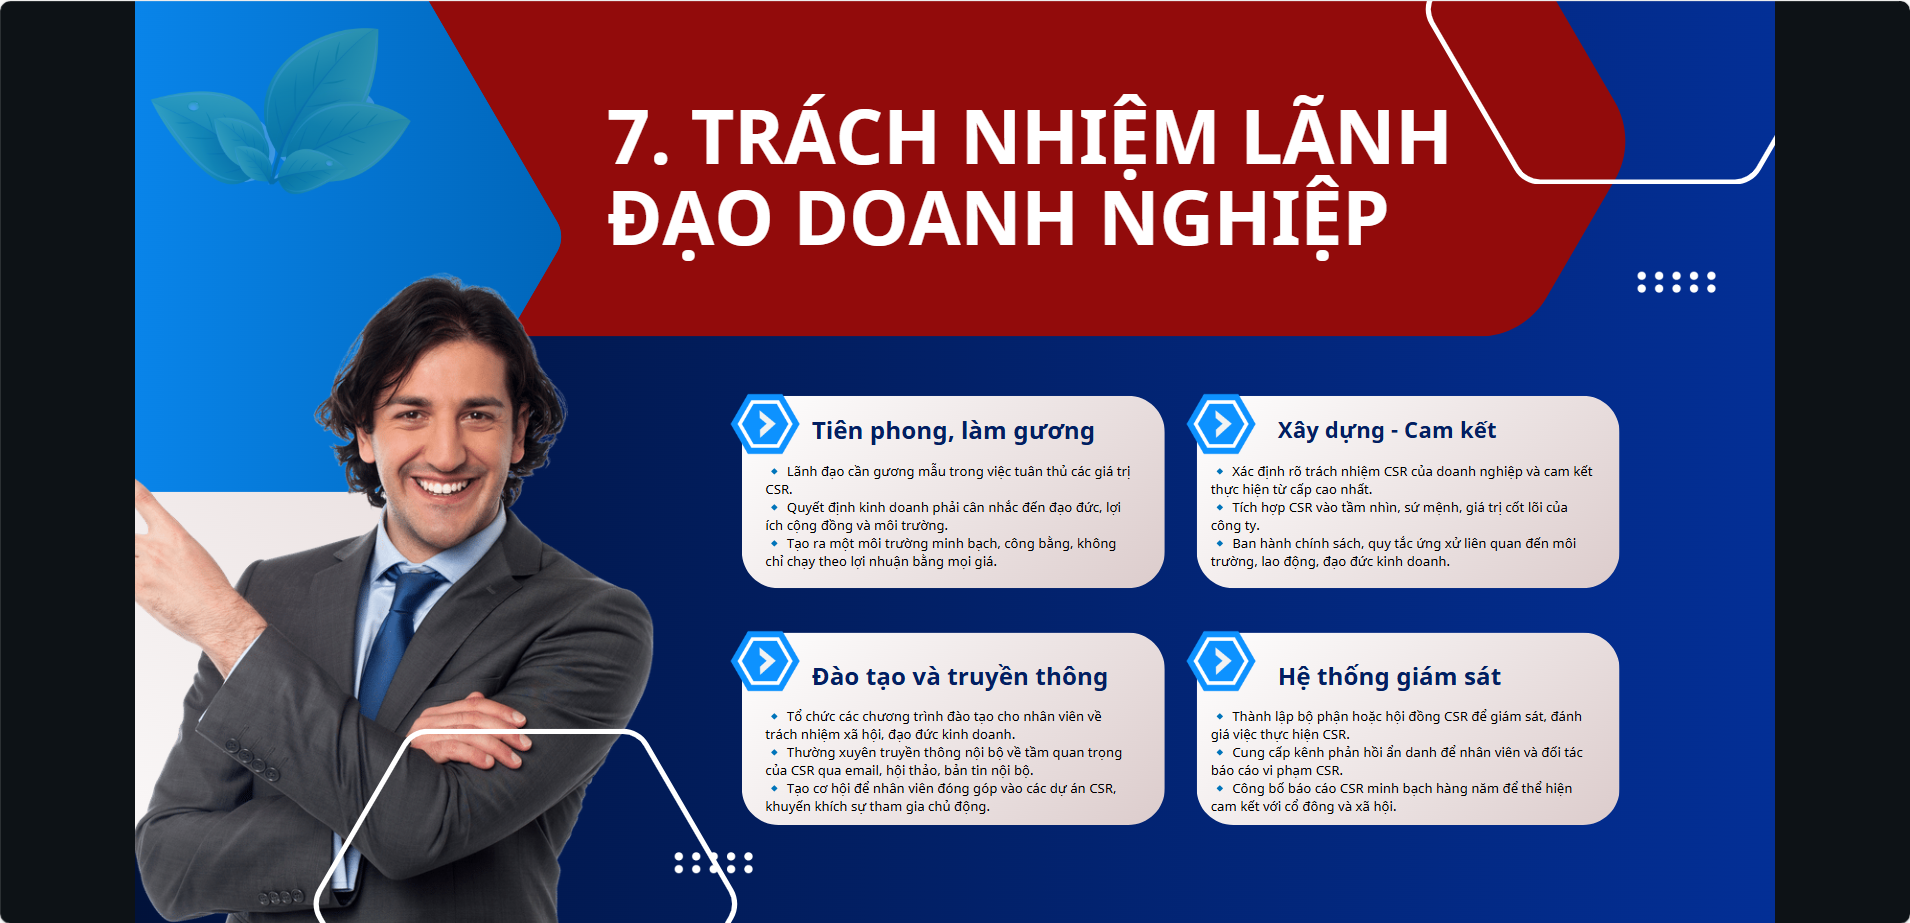 7. TRÁCH NHIỆM LÃNH
ĐẠO DOANH NGHIỆP
Tiên phong, làm gương
Lãnh đạo cần gương mẫu trong việc tuân thủ các giá trị
CSR.
Quyết định kinh doanh phải cân nhắc đến đạo đức, lợi
ích cộng đồng và môi trường.
Tạo ra một môi trường minh bạch, công bằng, không
chỉ chạy theo lợi nhuận bằng mọi giá.
Xây dựng - Cam kết
Xác định rõ trách nhiệm CSR của doanh nghiệp và cam kết
thực hiện từ cấp cao nhất.
Tích hợp CSR vào tầm nhìn, sứ mệnh, giá trị cốt lõi của
công ty.
Ban hành chính sách, quy tắc ứng xử liên quan đến môi
trường, lao động, đạo đức kinh doanh.
Đào tạo và truyền thông
Tổ chức các chương trình đào tạo cho nhân viên về
trách nhiệm xã hội, đạo đức kinh doanh.
Thường xuyên truyền thông nội bộ về tầm quan trọng
của CSR qua email, hội thảo, bản tin nội bộ.
Tạo cơ hội để nhân viên đóng góp vào các dự án CSR,
khuyến khích sự tham gia chủ động.
Hệ thống giám sát
Thành lập bộ phận hoặc hội đồng CSR để giám sát, đánh
giá việc thực hiện CSR.
Cung cấp kênh phản hồi ẩn danh để nhân viên và đối tác
báo cáo vi phạm CSR.
Công bố báo cáo CSR minh bạch hàng năm để thể hiện
cam kết với cổ đông và xã hội.